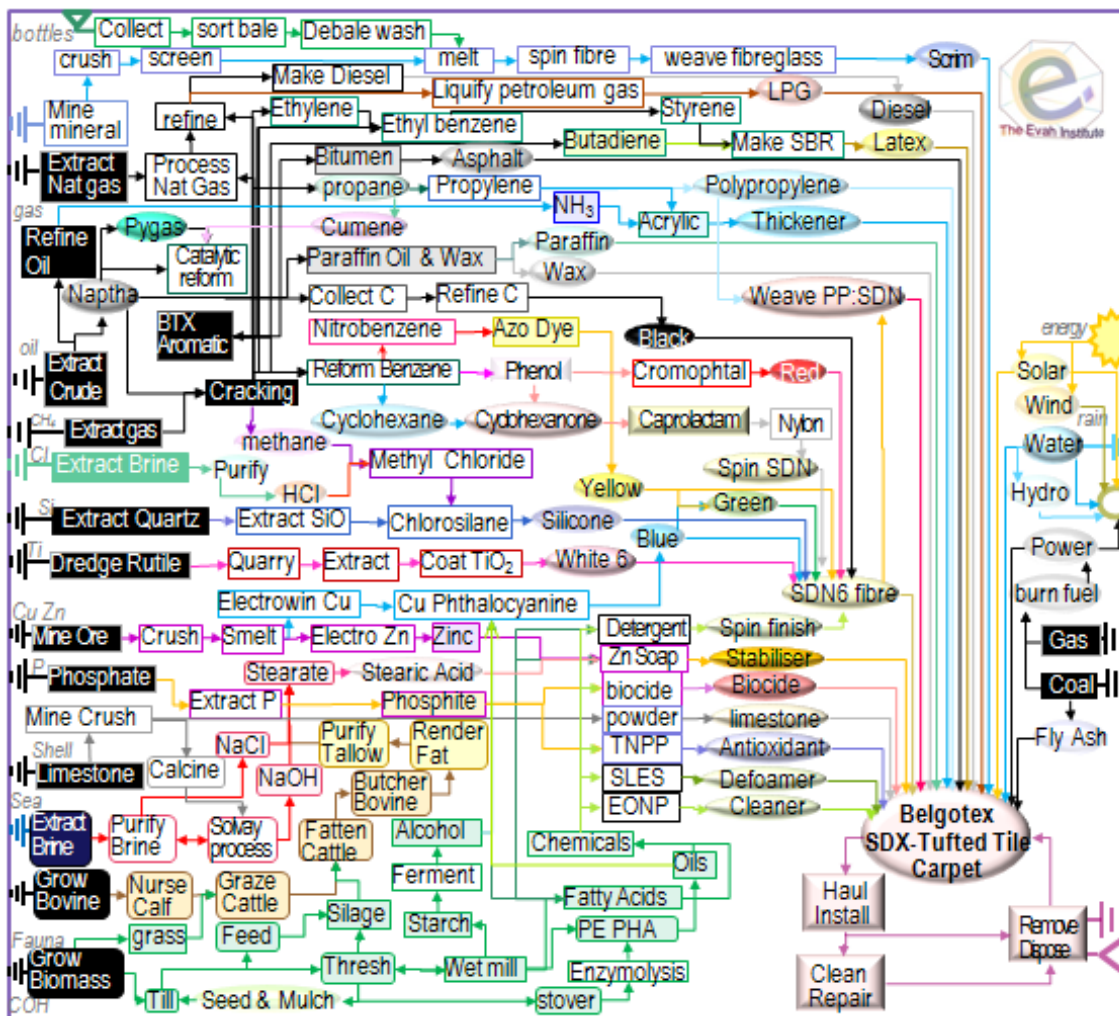 bottles
Collect
sort bale
Debale wash
crush
screen
melt
spin fibre
weave fibreglass
Scrim
Make Diesel
Liquify petroleum gas
LPG
Diesel
The Evah Institute
Mine
mineral
refine
Ethylene
Ethyl benzene
Styrene
Butadiene
Make SBR
Latex
Extract
Nat gas
Process
Nat Gas
Bitumen
Asphalt
propane
Propylene
Polypropylene
gas
Refine
Oil
Pygas
Cumene
NH3
Acrylic
Thickener
Catalytic
reform
Paraffin Oil & Wax
Paraffin
Wax
Naptha
Collect C
Refine C
Weave PP:SDN
BTX
Aromatic
Nitrobenzene
Azo Dye
Black
energy
oil
Extract
Crude
Cracking
Reform Benzene
Phenol
Cromophtal
Red
Solar
Wind
rain
CH4
Extract gas
Cyclohexane
Cyclohexanone
Caprolactam
Nylon
Water
methane
Cl
Extract Brine
Purify
HCl
Methyl Chloride
Spin SDN
Yellow
Green
Hydro
Si
Extract Quartz
Extract SiO
Chlorosilane
Silicone
Blue
Power
Ti
Dredge Rutile
Quarry
Extract
Coat TiO2
White 6
SDN6 fibre
burn fuel
Cu Zn
Electrowin Cu
Cu Phthalocyanine
Mine Ore
Crush
Smelt
Electro Zn
Zinc
Detergent
Spin finish
Gas
P
Phosphate
Stearate
Stearic Acid
Zn Soap
Stabiliser
Coal
Extract P
Phosphite
biocide
Biocide
Mine Crush
powder
limestone
Fly Ash
Shell
Limestone
Calcine
NaCl
NaOH
Purify
Tallow
Render
Fat
TNPP
Antioxidant
Butcher
Bovine
SLES
Defoamer
Sea
Extract
Brine
Purify
Brine
Solvay
process
Fatten
Cattle
Alcohol
EONP
Cleaner
Belgotex
SDX-Tufted Tile
Carpet
Chemicals
Oils
Grow
Bovine
Nurse
Calf
Graze
Cattle
Ferment
Fatty Acids
Haul
Install
Silage
Starch
Fauna
grass
Feed
PE PHA
Remove
Dispose
Grow
Biomass
Thresh
Wet mill
Enzymolysis
Clean
Repair
COH
Till
Seed & Mulch
stover